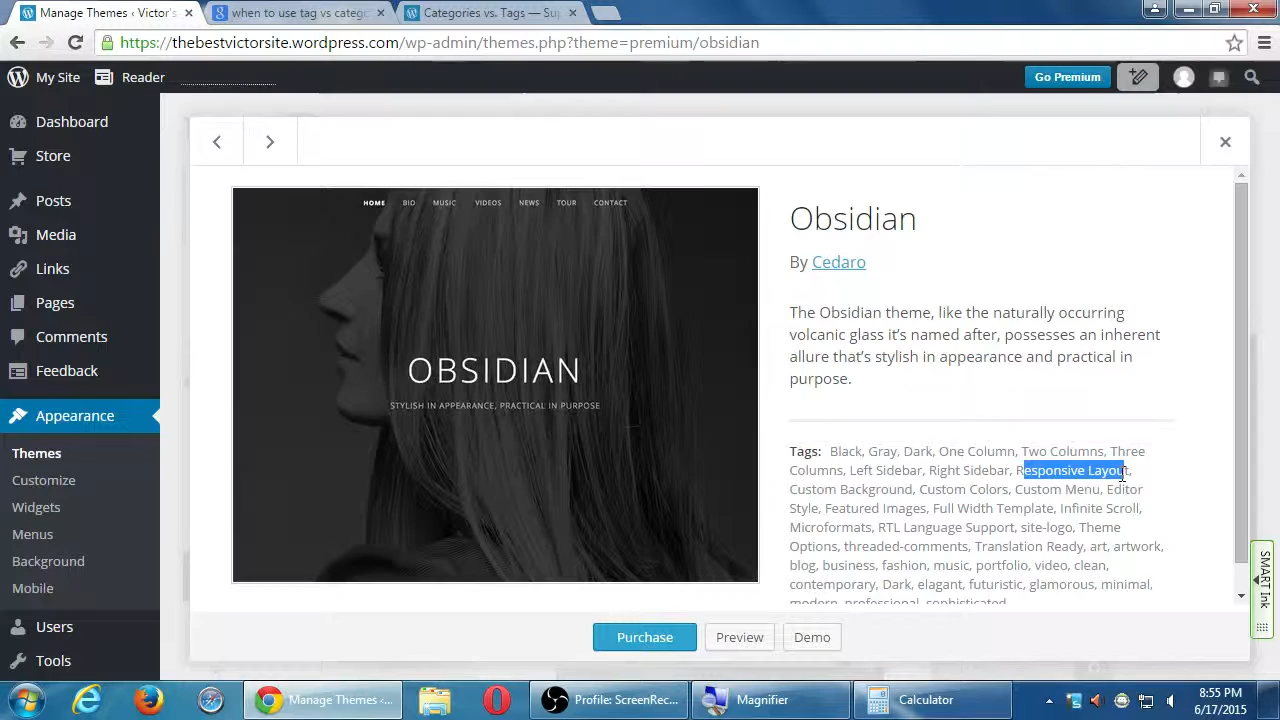 Manage Themes ‹ Victor's
when to use tag vs catego
Categories vs. Tags — Sup
https://thebestvictorsite.wordpress.com/wp-admin/themes.php?theme=premium/obsidian
My Site
Reader
Go Premium
Dashboard
Store
Posts
Media
Links
Pages
Comments
Feedback
Appearance
Themes
Customize
Widgets
Menus
Background
Mobile
Users
Tools
HOME BIO MUSIC VIDEOS NEWS TOUR CONTACT
OBSIDIAN
STYLISH IN APPEARANCE, PRACTICAL IN PURPOSE
Obsidian
By Cedaro
The Obsidian theme, like the naturally occurring
volcanic glass it's named after, possesses an inherent
allure that's stylish in appearance and practical in
purpose.
Tags: Black, Gray, Dark, One Column, Two Columns, Three
Columns, Left Sidebar, Right Sidebar, Responsive Layout,
Custom Background, Custom Colors, Custom Menu, Editor
Style, Featured Images, Full Width Template, Infinite Scroll,
Microformats, RTL Language Support, site-logo, Theme
Options, threaded-comments, Translation Ready, art, artwork,
blog, business, fashion, music, portfolio, video, clean,
contemporary, Dark, elagant, futuristic, glamorous, minimal,
modern, professional, sophisticated
Purchase
Preview
Demo
SMART Ink
Manage Themes ‹...
Profile: ScreenRec...
Magnifier
Calculator
8:55 PM
6/17/2015